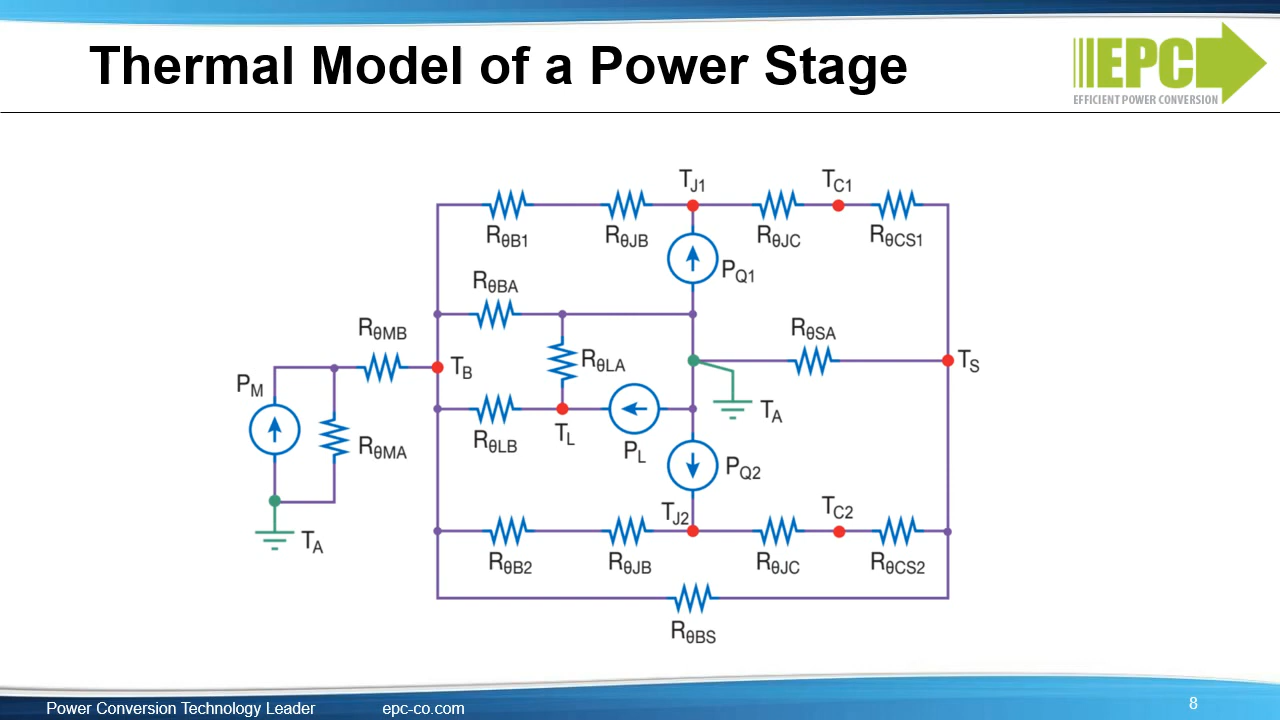 Thermal Model of a Power Stage
EPC
EFFICIENT POWER CONVERSION
TJ1
TC1
RθB1
RθJB
RθJC
RθCS1
PQ1
RθBA
RθMB
RθLA
RθSA
TB
TS
PM
TA
RθMA
RθLB
TL
PL
PQ2
TJ2
TC2
TA
RθB2
RθJB
RθJC
RθCS2
RθBS
Power Conversion Technology Leader
epc-co.com
8